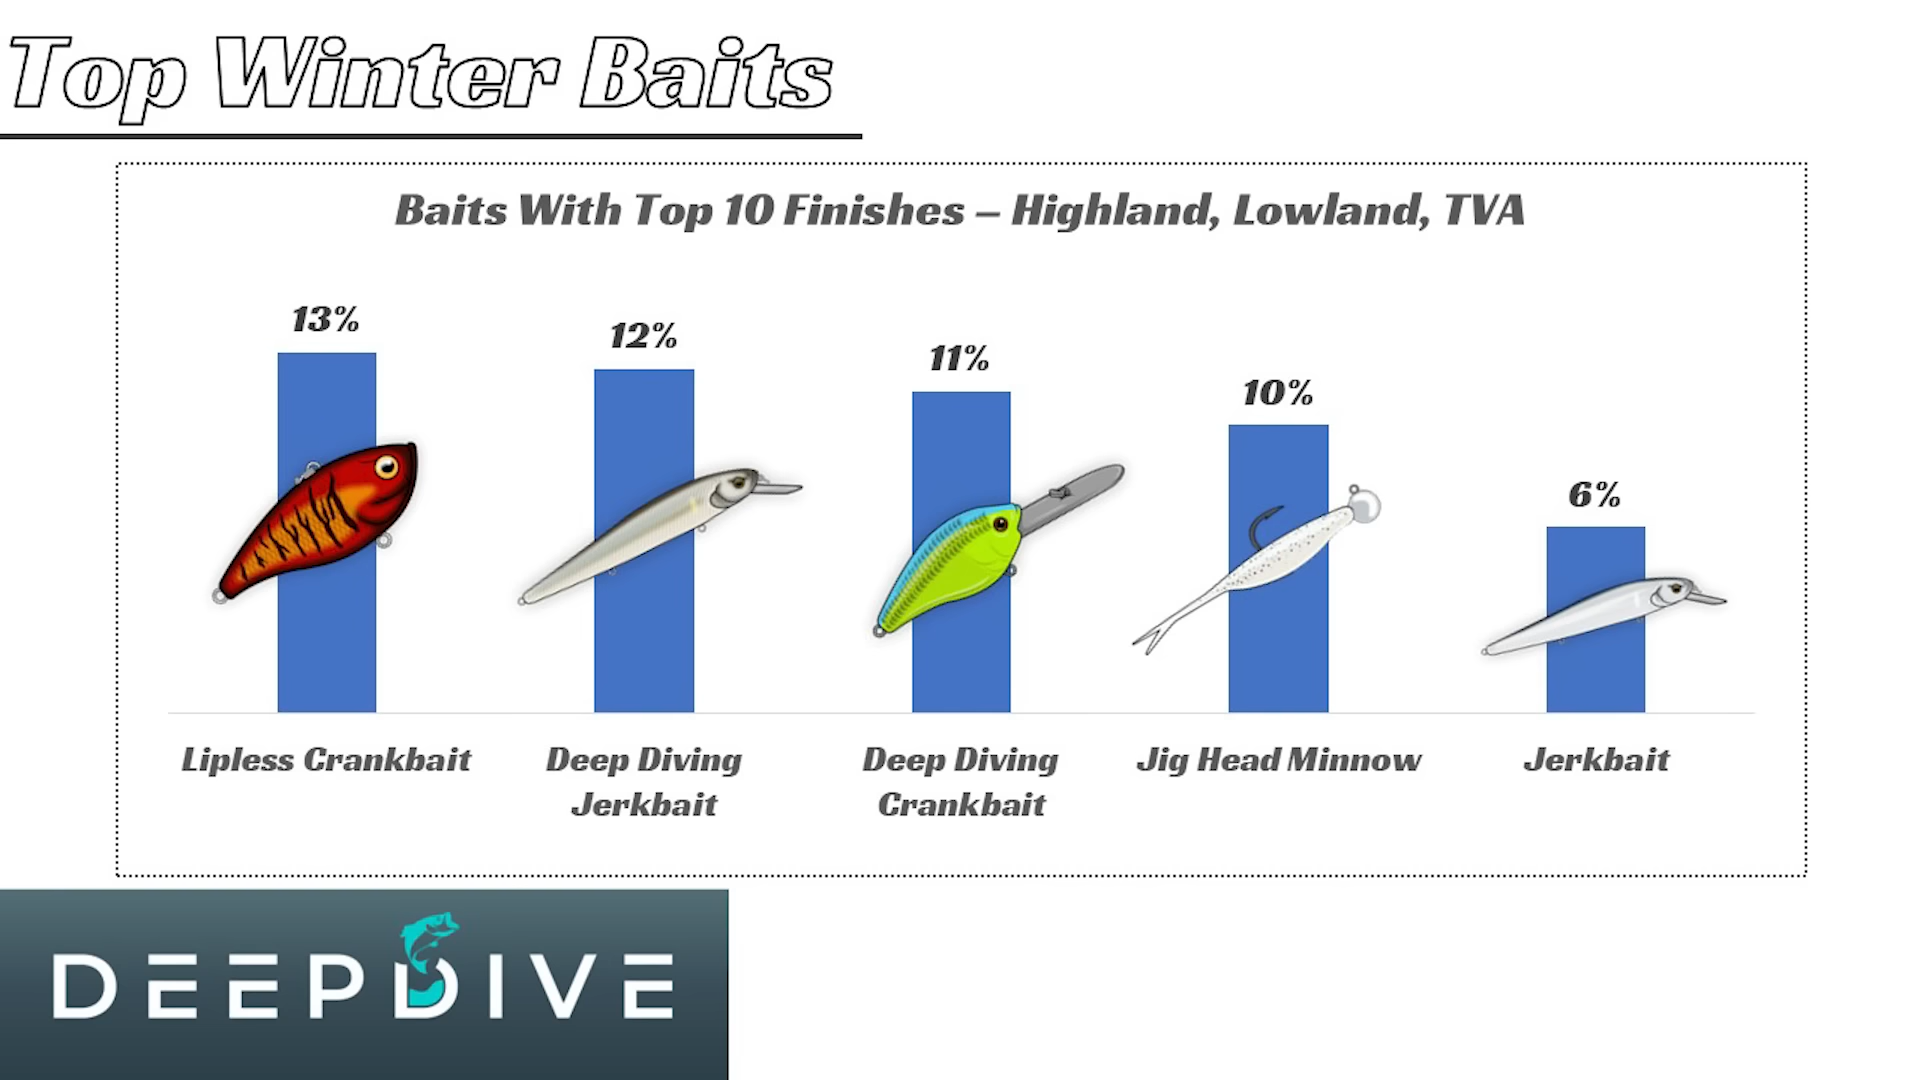 Top Winter Baits
Baits With Top 10 Finishes – Highland, Lowland, TVA
13%
12%
11%
10%
6%
Lipless Crankbait
Deep Diving
Jerkbait
Deep Diving
Crankbait
Jig Head Minnow
Jerkbait
DEEPDIVE